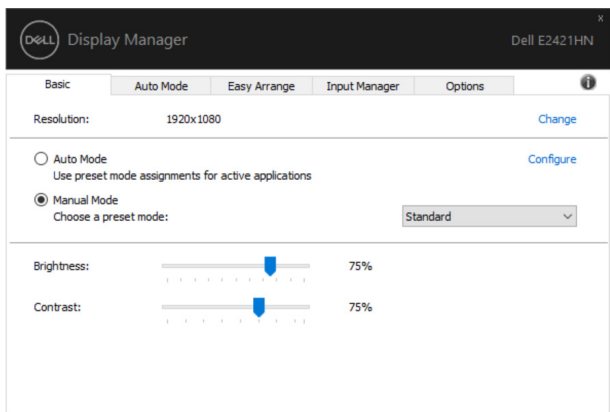 x
DELL Display Manager Dell E2421HN
Basic Auto Mode Easy Arrange Input Manager Options
Resolution: 1920x1080 Change
Auto Mode Configure
Use preset mode assignments for active applications
Manual Mode
Choose a preset mode: Standard
Brightness: 75%
Contrast: 75%